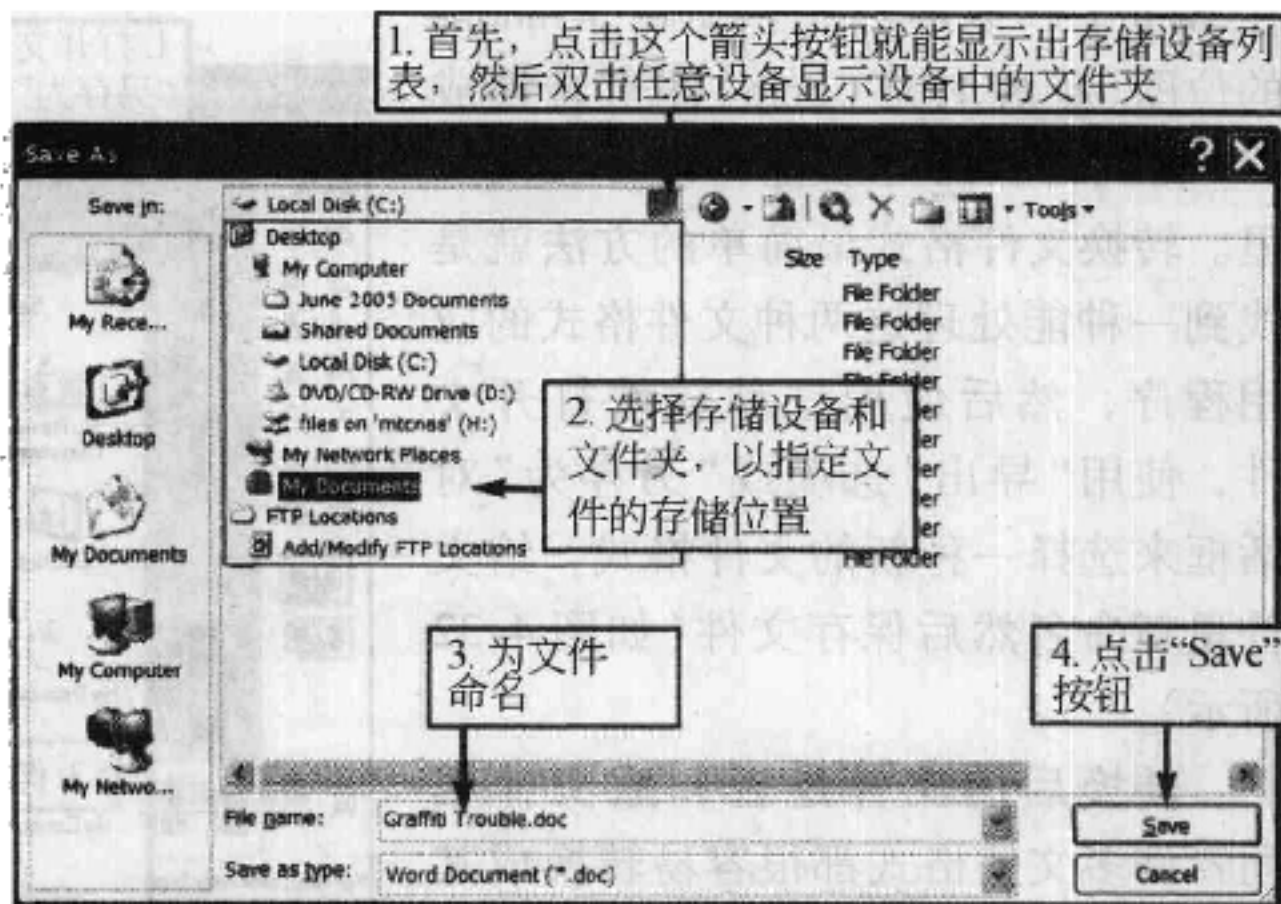 1. 首先，点击这个箭头按钮就能显示出存储设备列
表，然后双击任意设备显示设备中的文件夹
Save As
Save in:
Local Disk (C:)
Tools
Desktop
My Computer
June 2005 Documents
Shared Documents
Local Disk (C:)
DVD/CD-RW Drive (D:)
files on 'mtcnas' (H:)
My Network Places
My Documents
FTP Locations
Add/Modify FTP Locations
Size Type
File Folder
File Folder
File Folder
File Folder
File Folder
2. 选择存储设备和
文件夹，以指定文
件的存储位置
My Rece...
Desktop
My Documents
My Computer
My Netwo...
3. 为文件
命名
4. 点击“Save”
按钮
File name:
Graffiti Trouble.doc
Save
Save as type:
Word Document (*.doc)
Cancel